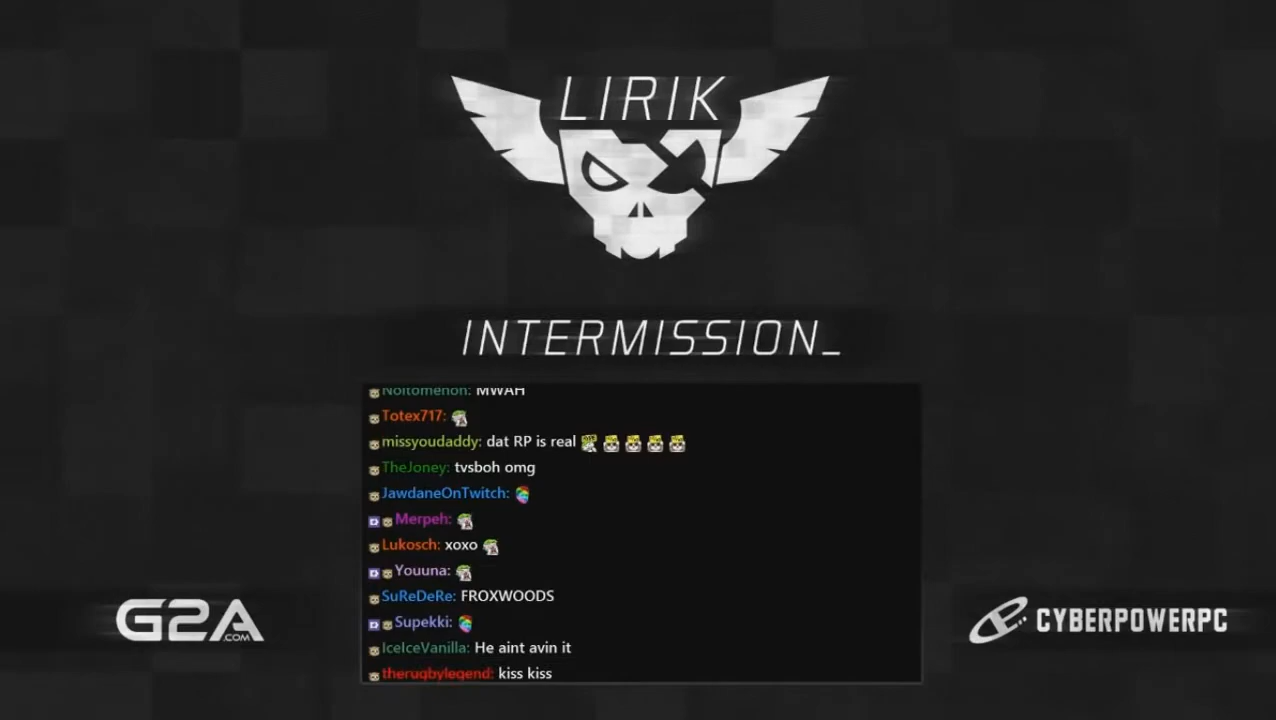 LIRIK
INTERMISSION_
Noitomenon: MWAH
Totex717:
missyoudaddy: dat RP is real
TheJoney: tvsboh omg
JawdaneOnTwitch:
Merpeh:
Lukosch: xoxo
Youuna:
SuReDeRe: FROXWOODS
Supekki:
IceIceVanilla: He aint avin it
therugbylegend: kiss kiss
G2A
.COM
CYBERPOWERPC